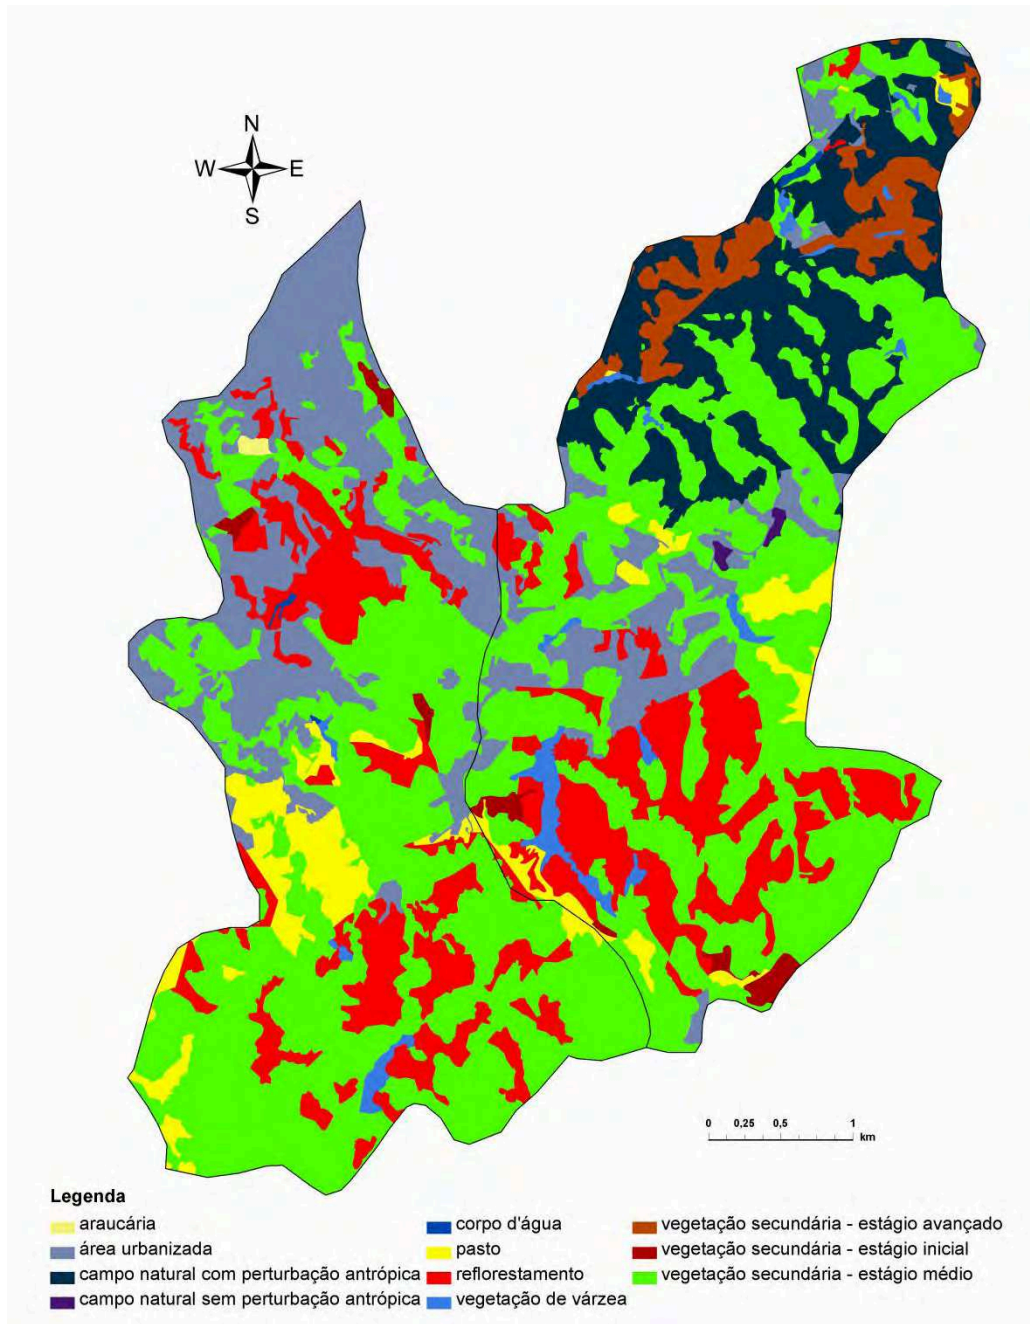 N
W E
S
0 0,25 0,5 1
km
Legenda
araucária
área urbanizada
campo natural com perturbação antrópica
campo natural sem perturbação antrópica
corpo d'água
pasto
reflorestamento
vegetação de várzea
vegetação secundária - estágio avançado
vegetação secundária - estágio inicial
vegetação secundária - estágio médio